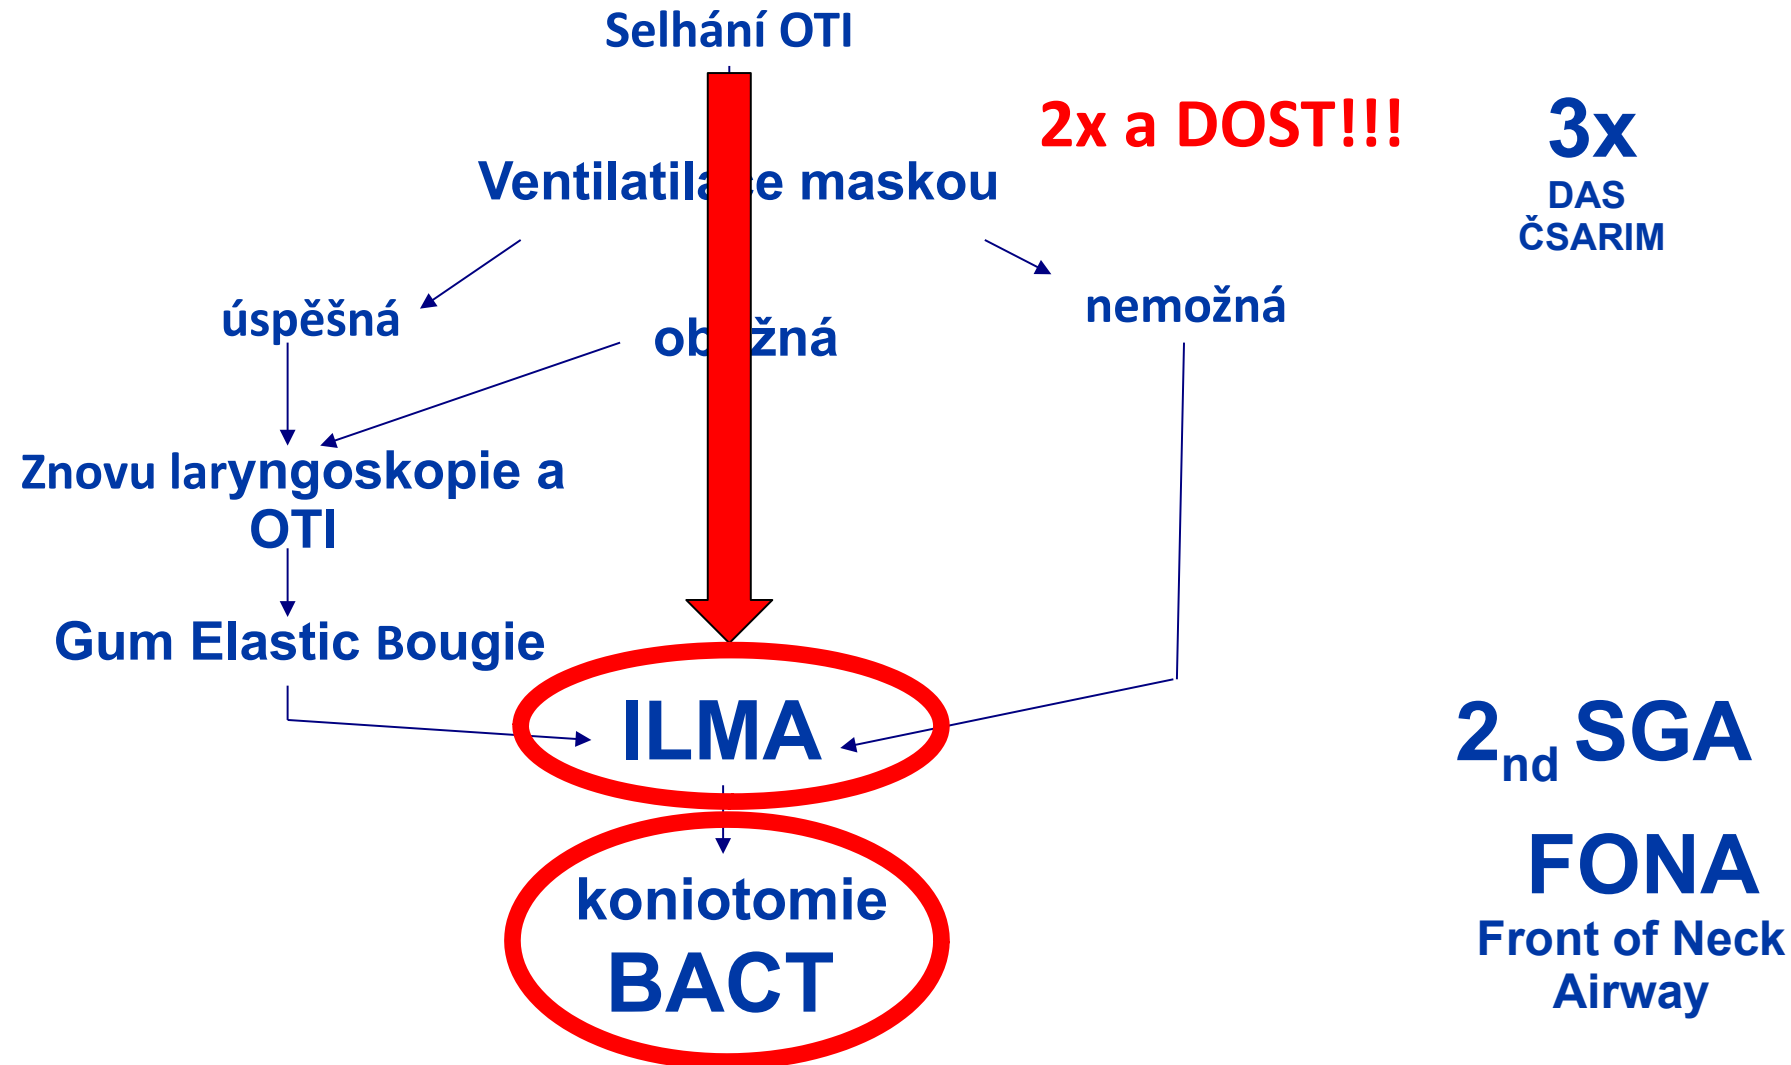 Selhání OTI
2x a DOST!!!
3x
DAS
ČSARIM
Ventilatilace maskou
úspěšná
nemožná
Znovu laryngoskopie a
OTI
Gum Elastic Bougie
ILMA
2nd SGA
koniotomie
BACT
FONA
Front of Neck
Airway